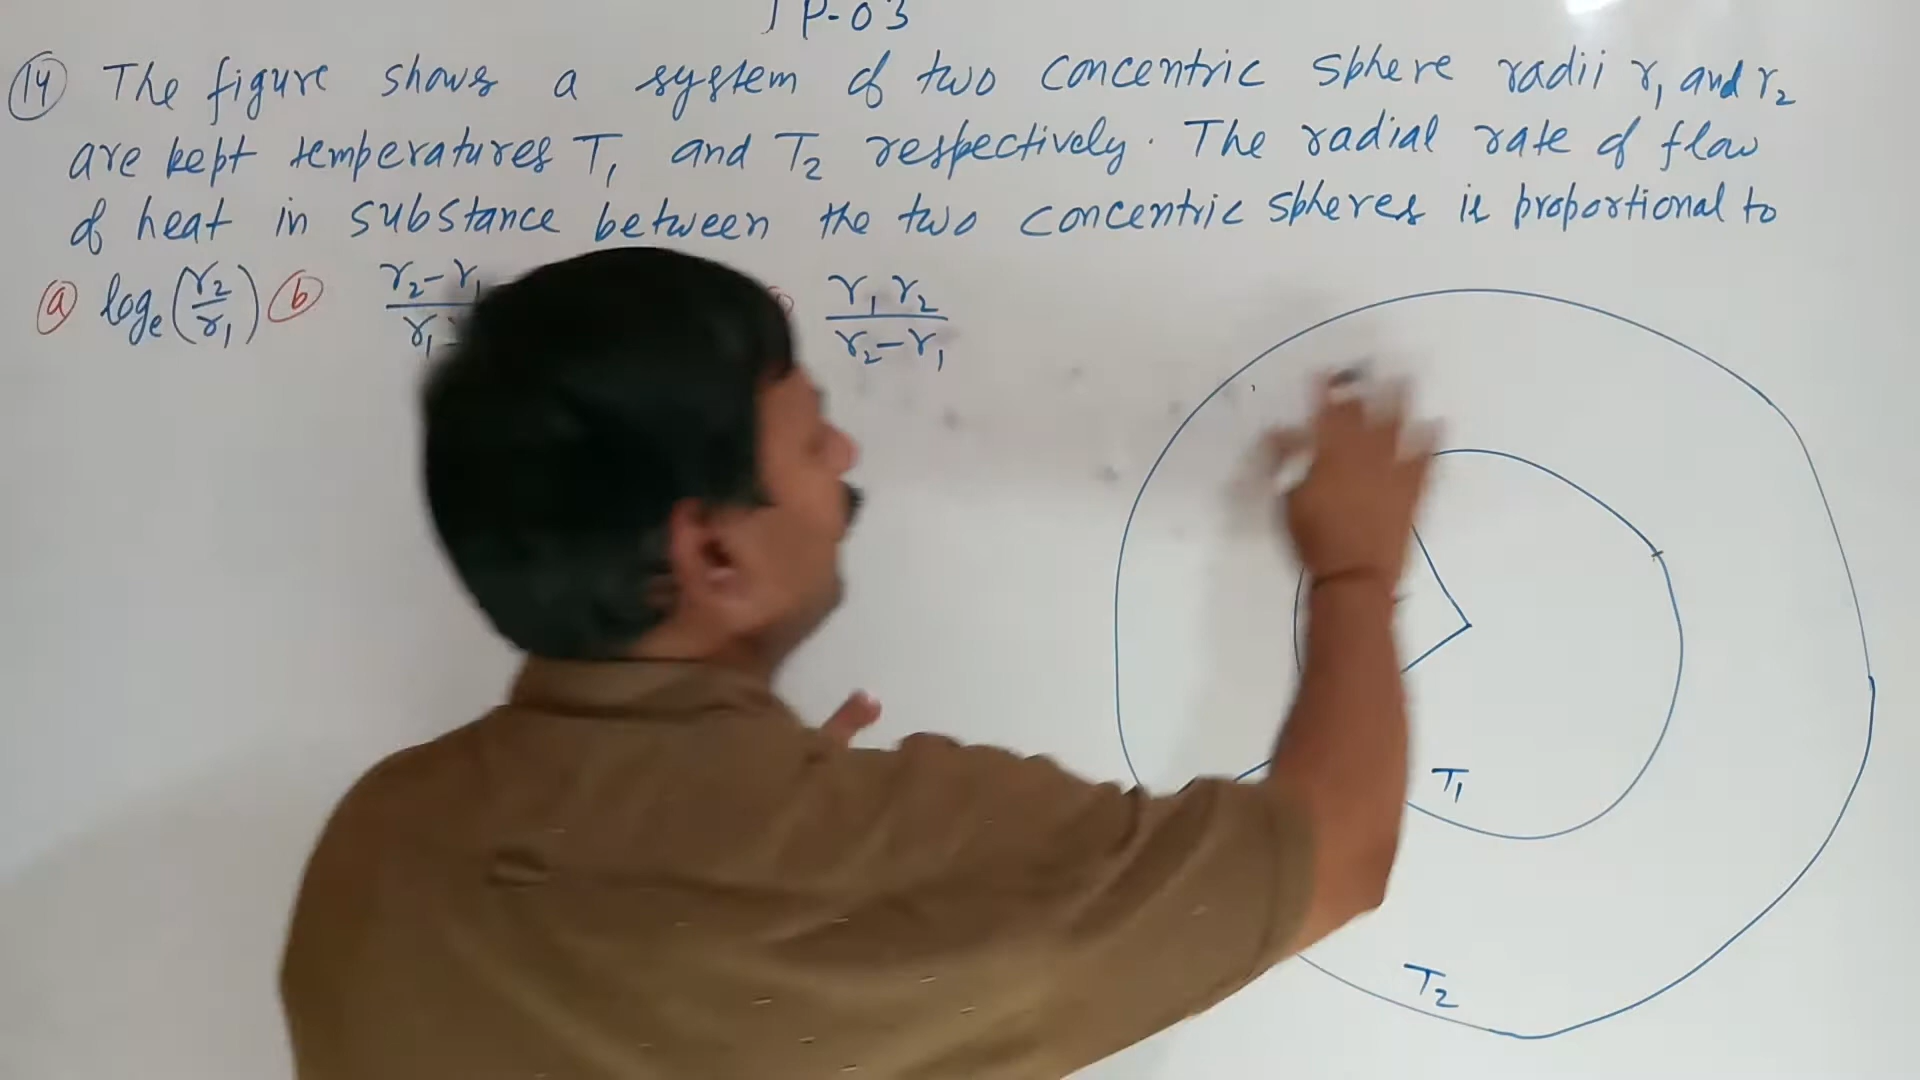 JP-03
(14) The figure shows a system of two concentric sphere radii r₁ and r₂
are kept temperatures T₁ and T₂ respectively. The radial rate of flow
of heat in substance between the two concentric spheres is proportional to
(a) logₑ(r₂/r₁) (b) r₂-r₁ r₁r₂/r₂-r₁
T₁
T₂